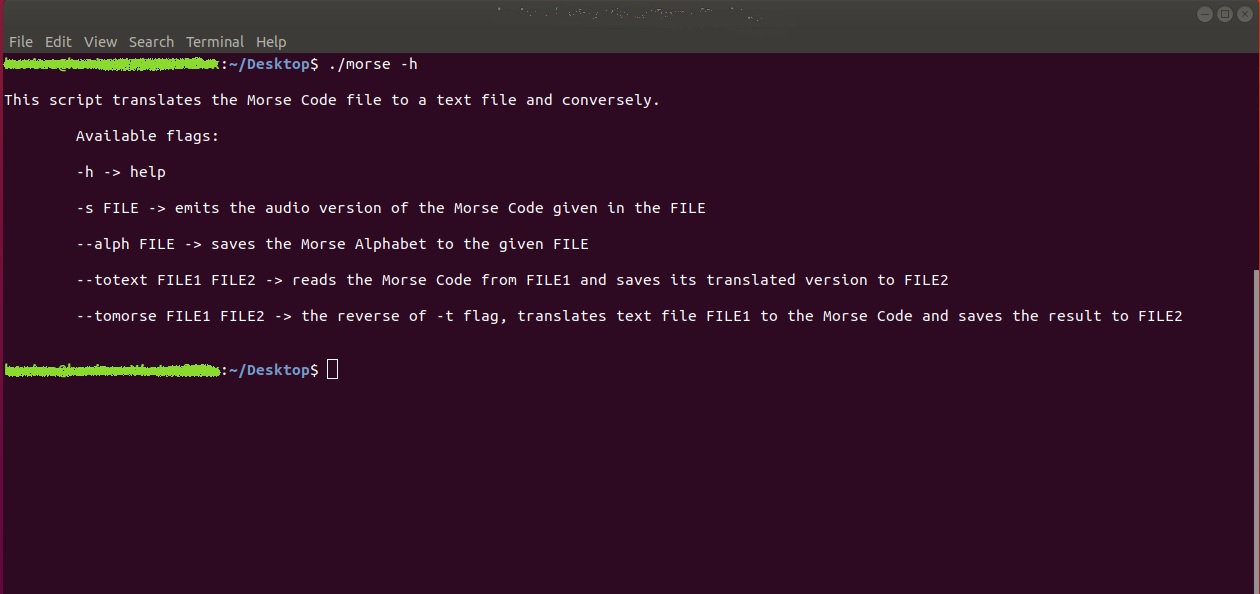 File Edit View Search Terminal Help
:~/Desktop$ ./morse -h
This script translates the Morse Code file to a text file and conversely.
Available flags:
-h -> help
-s FILE -> emits the audio version of the Morse Code given in the FILE
--alph FILE -> saves the Morse Alphabet to the given FILE
--totext FILE1 FILE2 -> reads the Morse Code from FILE1 and saves its translated version to FILE2
--tomorse FILE1 FILE2 -> the reverse of -t flag, translates text file FILE1 to the Morse Code and saves the result to FILE2
:~/Desktop$